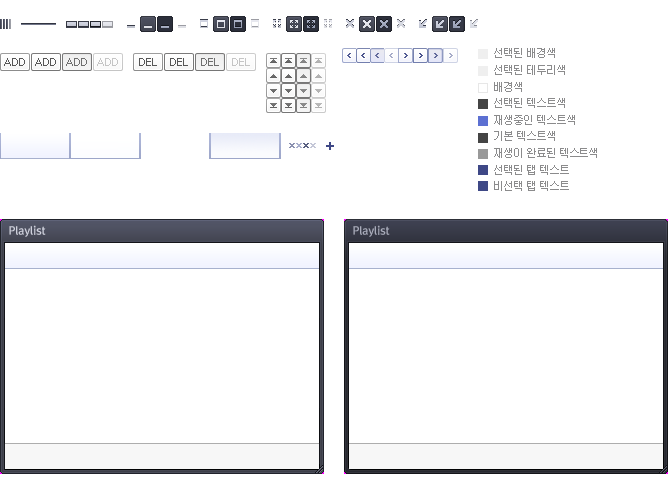 ADD ADD ADD ADD DEL DEL DEL DEL
선택된 배경색
선택된 테두리색
배경색
선택된 텍스트색
재생중인 텍스트색
기본 텍스트색
재생이 완료된 텍스트색
선택된 탭 텍스트
비선택 탭 텍스트
Playlist
Playlist